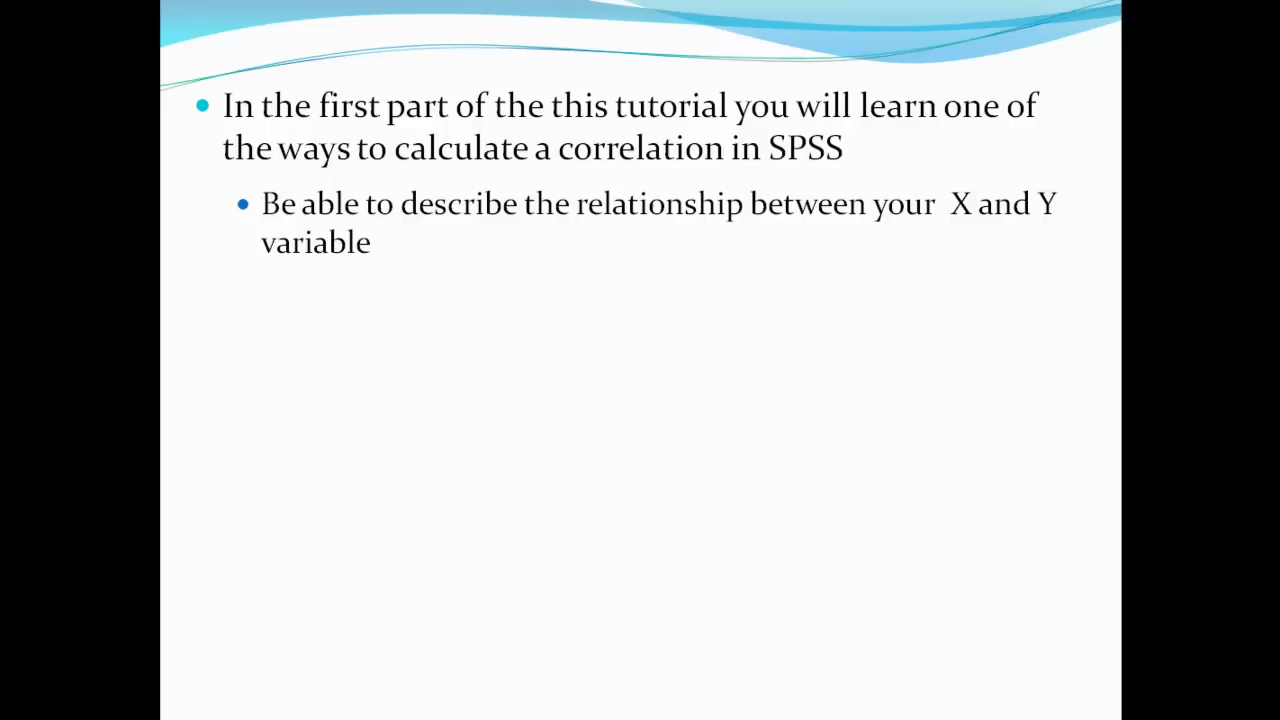 In the first part of the this tutorial you will learn one of
the ways to calculate a correlation in SPSS
Be able to describe the relationship between your X and Y
variable